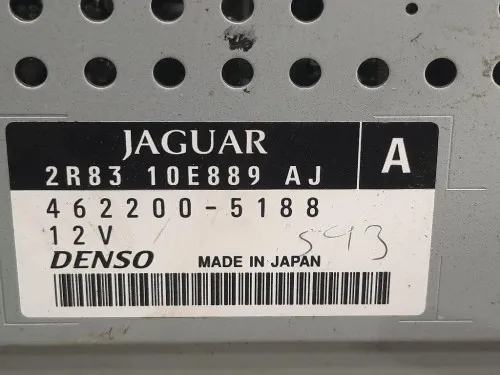 JAGUAR
A
2R83 10E889 AJ
462200-5188
12V
DENSO MADE IN JAPAN